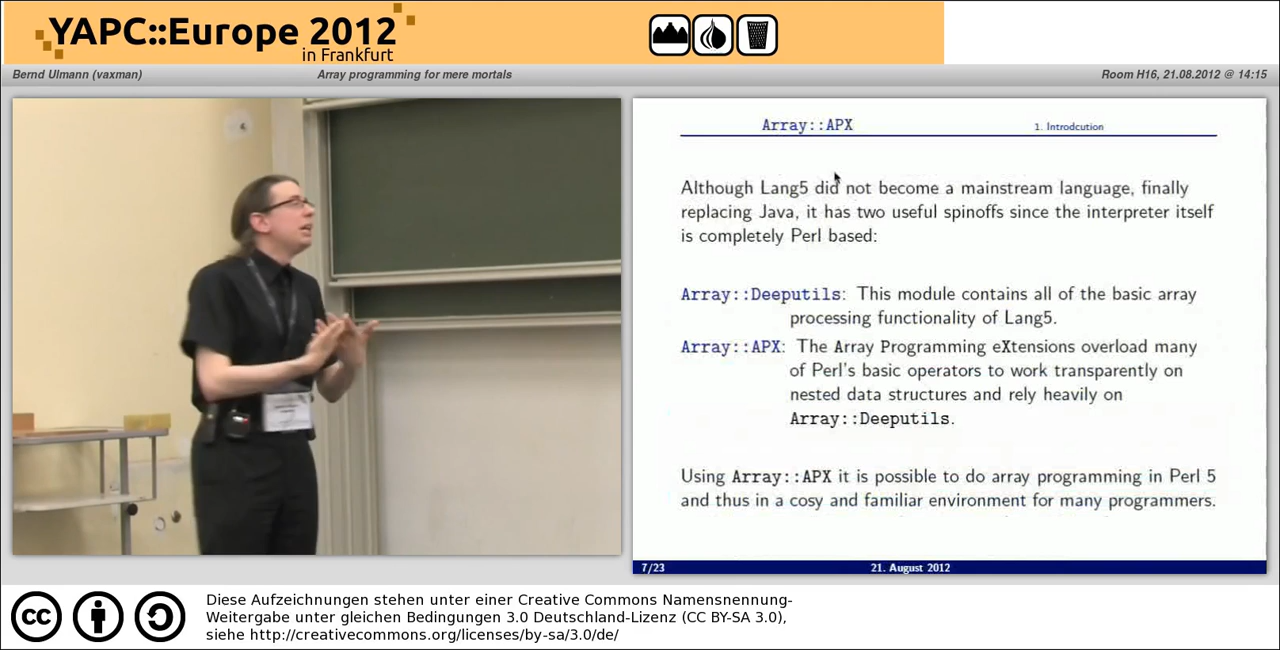 YAPC::Europe 2012
in Frankfurt
Bernd Ulmann (vaxman)
Array programming for mere mortals
Room H16, 21.08.2012 @ 14:15
Array::APX
1. Introdcution
Although Lang5 did not become a mainstream language, finally
replacing Java, it has two useful spinoffs since the interpreter itself
is completely Perl based:
Array::Deeputils: This module contains all of the basic array
processing functionality of Lang5.
Array::APX: The Array Programming eXtensions overload many
of Perl's basic operators to work transparently on
nested data structures and rely heavily on
Array::Deeputils.
Using Array::APX it is possible to do array programming in Perl 5
and thus in a cosy and familiar environment for many programmers.
7/23
21. August 2012
cc
Diese Aufzeichnungen stehen unter einer Creative Commons Namensnennung-
Weitergabe unter gleichen Bedingungen 3.0 Deutschland-Lizenz (CC BY-SA 3.0),
siehe http://creativecommons.org/licenses/by-sa/3.0/de/